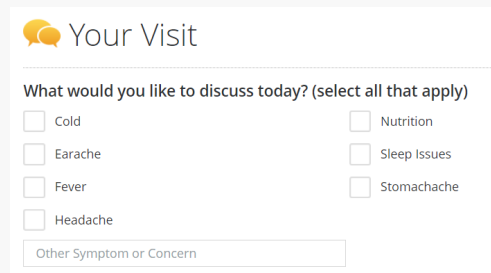 Your Visit
What would you like to discuss today? (select all that apply)
Cold
Nutrition
Earache
Sleep Issues
Fever
Stomachache
Headache
Other Symptom or Concern